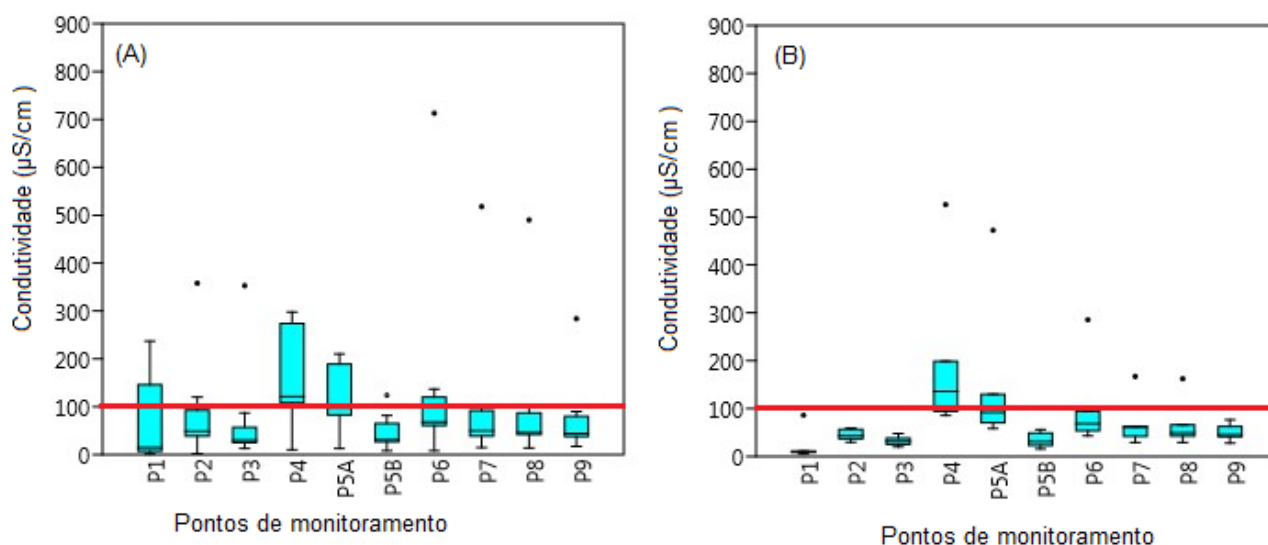 (A)
Condutividade (µS/cm )
900
800
700
600
500
400
300
200
100
0
P1
P2
P3
P4
P5A
P5B
P6
P7
P8
P9
Pontos de monitoramento
(B)
Condutividade (µS/cm )
900
800
700
600
500
400
300
200
100
0
P1
P2
P3
P4
P5A
P5B
P6
P7
P8
P9
Pontos de monitoramento